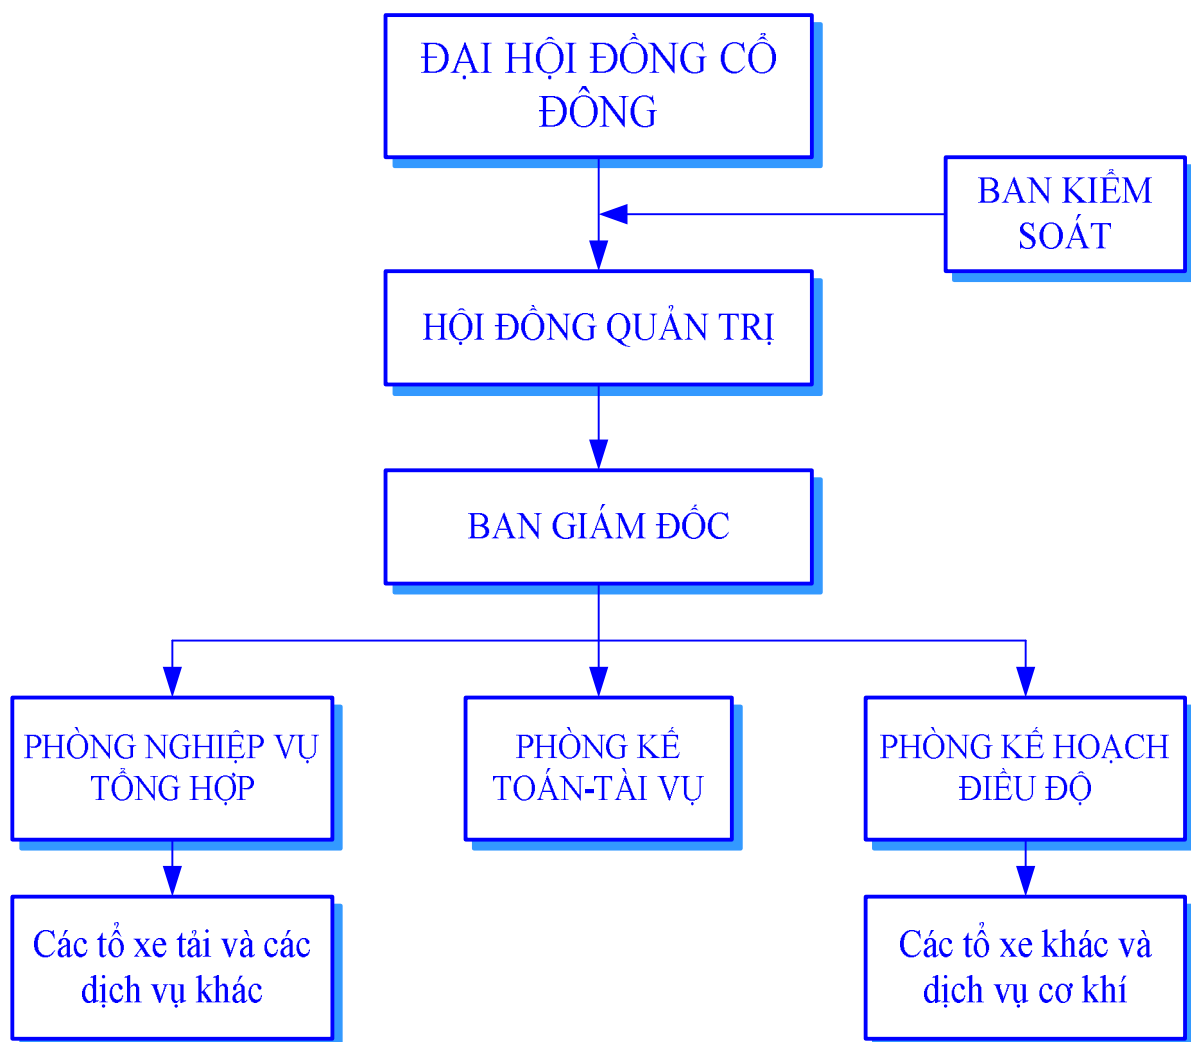 ĐẠI HỘI ĐỒNG CỔ
ĐÔNG
BAN KIỂM
SOÁT
HỘI ĐỒNG QUẢN TRỊ
BAN GIÁM ĐỐC
PHÒNG NGHIỆP VỤ
TỔNG HỢP
PHÒNG KẾ
TOÁN-TÀI VỤ
PHÒNG KẾ HOẠCH
ĐIỀU ĐỘ
Các tổ xe tải và các
dịch vụ khác
Các tổ xe khác và
dịch vụ cơ khí